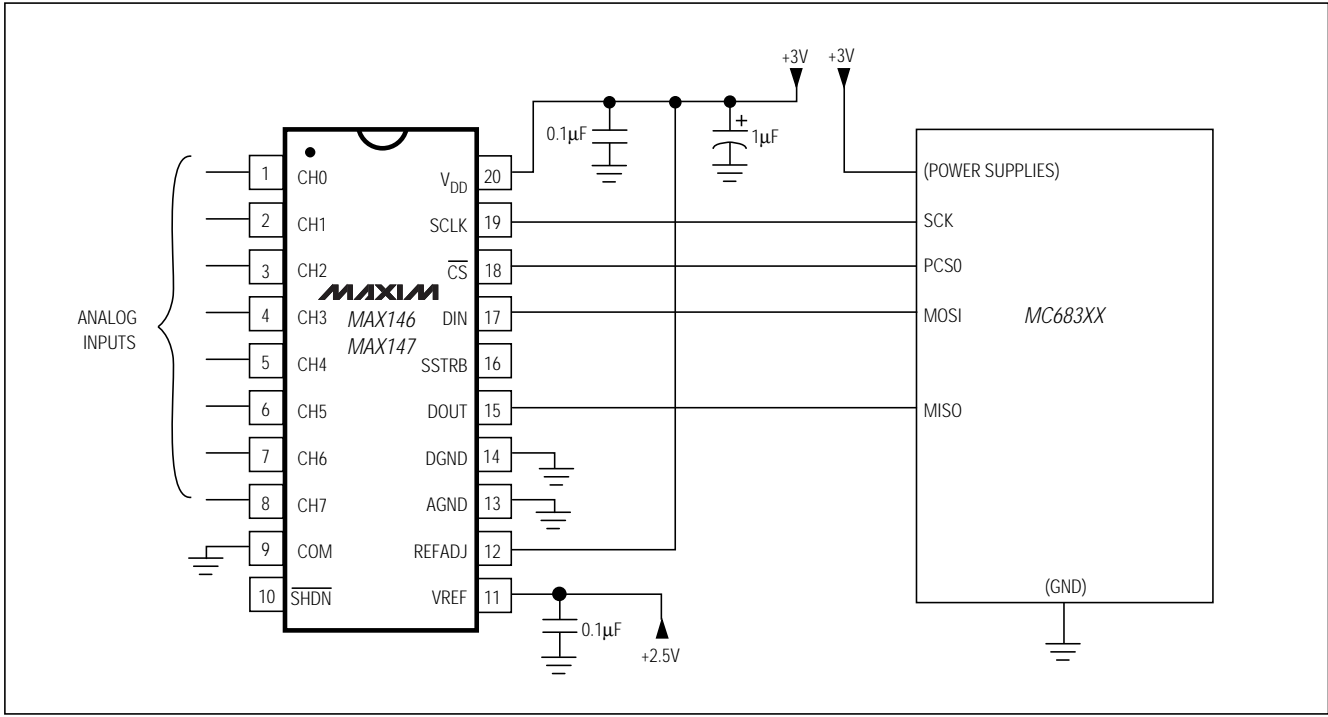 +3V
+3V
0.1μF
+
1μF
ANALOG
INPUTS
1 CH0
2 CH1
3 CH2
4 CH3
5 CH4
6 CH5
7 CH6
8 CH7
9 COM
10 SHDN
MAXIM
MAX146
MAX147
VDD 20
SCLK 19
CS 18
DIN 17
SSTRB 16
DOUT 15
DGND 14
AGND 13
REFADJ 12
VREF 11
0.1μF
+2.5V
(POWER SUPPLIES)
SCK
PCS0
MOSI
MC683XX
MISO
(GND)